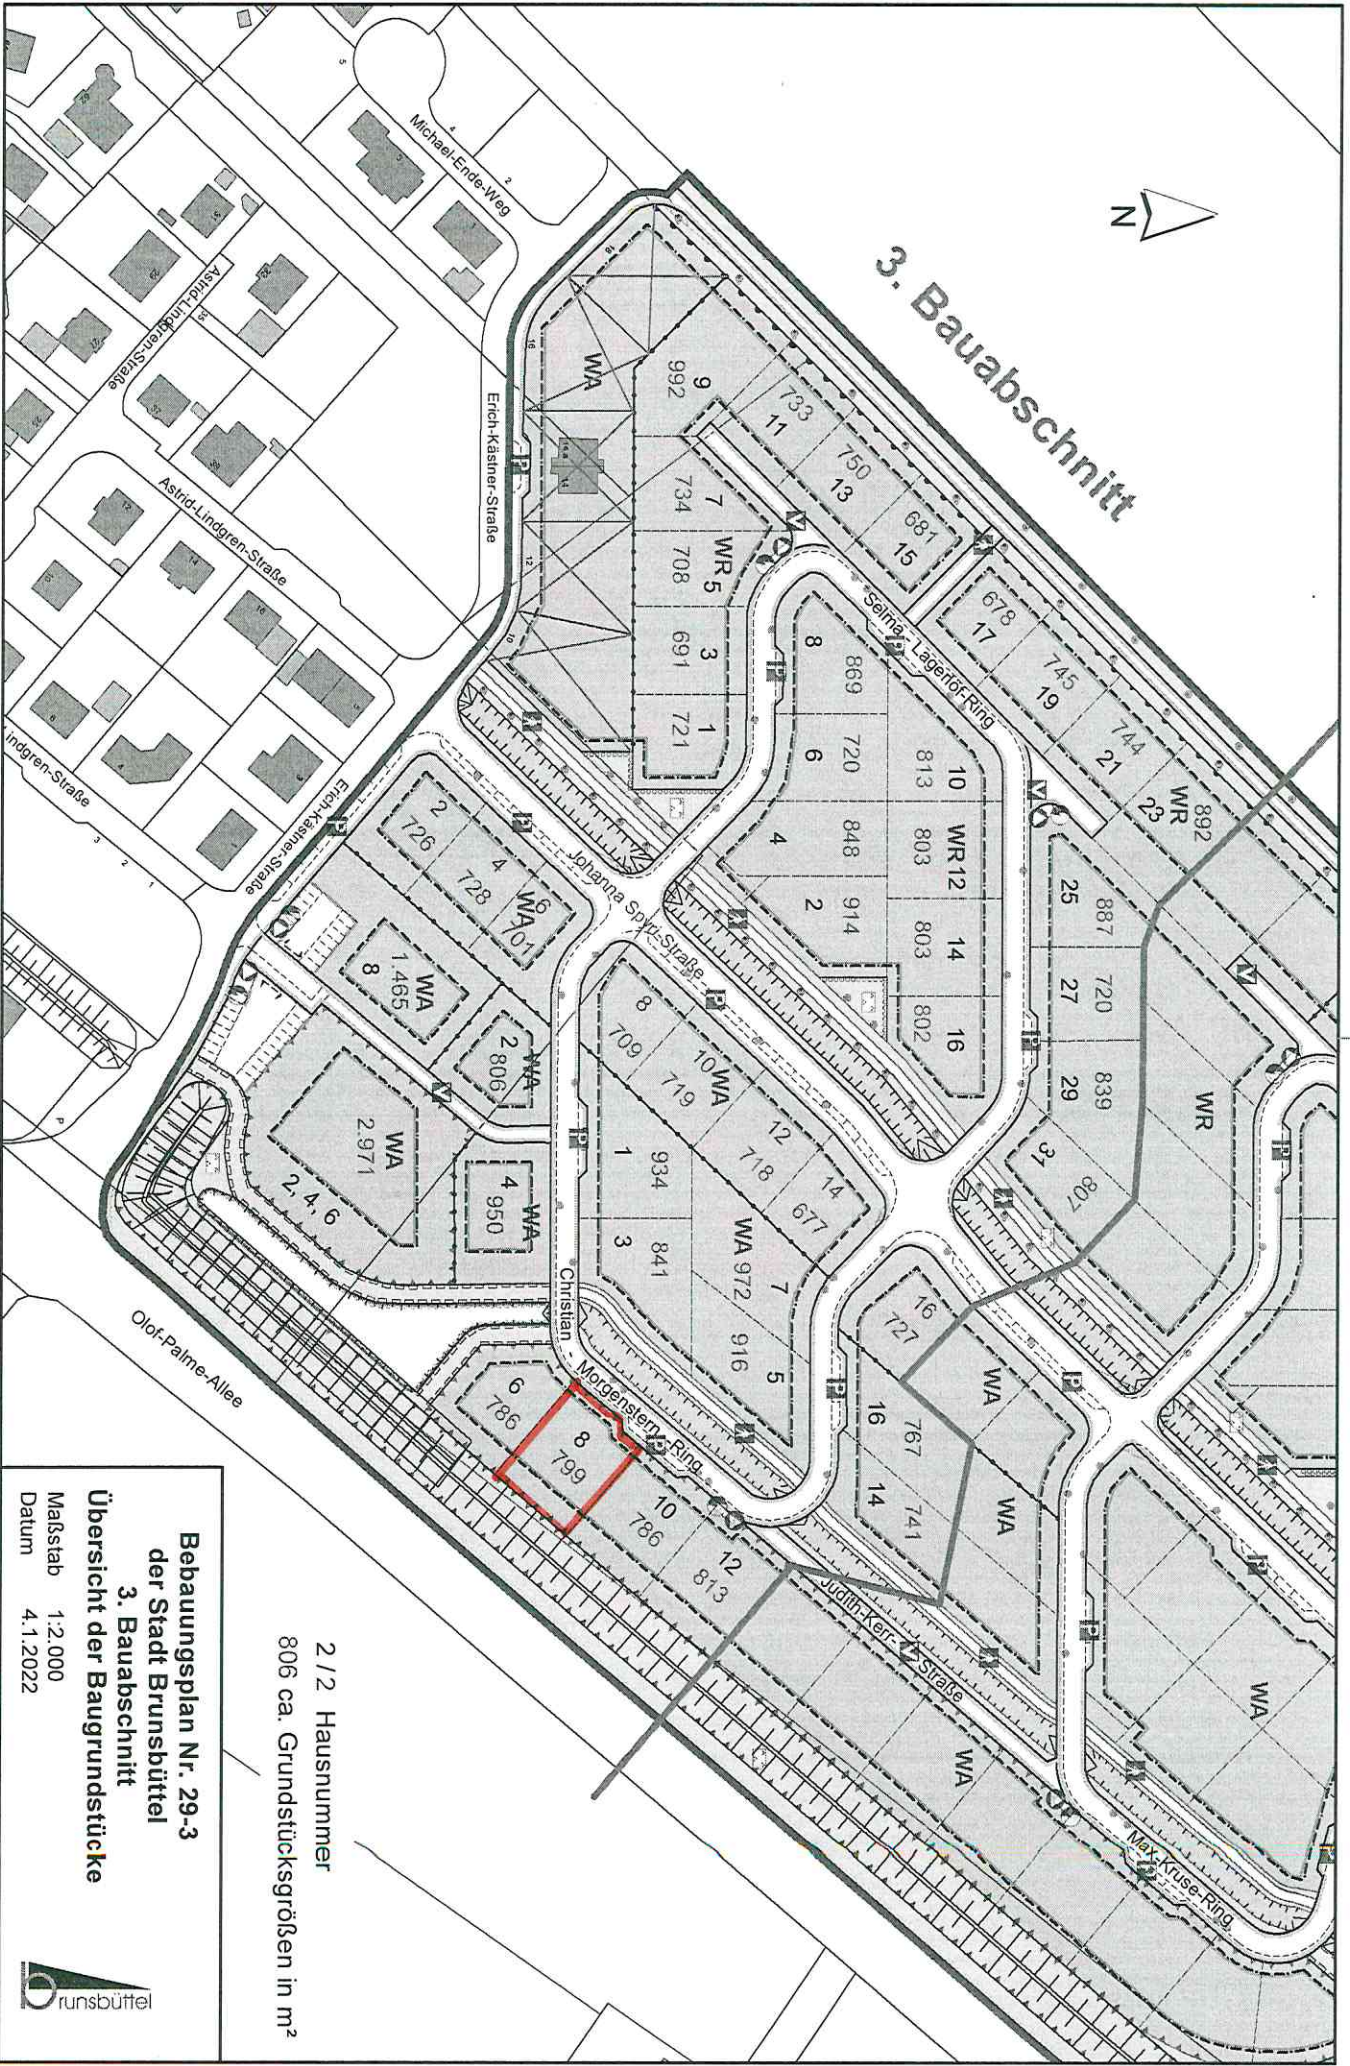 3. Bauabschnitt
N
Michael-Ende-Weg
Erich-Kästner-Straße
Astrid-Lindgren-Straße
Astrid-Lindgren-Straße
indgren-Straße
Erich-Kästner-Straße
Selma-Lagerlöf-Ring
Johanna Spyri-Straße
Christian - Morgenstern-Ring
Judith-Kerr-Straße
Max-Kruse-Ring
Olof-Palme-Allee
WA
9
992
733
11
750
13
681
15
7
734
WR 5
708
3
691
1
721
678
17
745
19
744
21
892
WR
23
8
869
6
720
4
848
2
914
10
813
WR 12
803
14
803
16
802
25
887
27
720
29
839
31
807
WR
2
726
4
728
6
WA
701
WA
1.465
8
WA
2 806
WA
4 950
WA
2.971
2, 4, 6
8
709
10
WA
719
12
718
14
677
1
934
3
841
7
WA 972
5
916
16
727
WA
16
767
14
741
WA
6
786
8
799
10
786
12
813
WA
WA
2 / 2 Hausnummer
806 ca. Grundstücksgrößen in m²
Bebauungsplan Nr. 29-3
der Stadt Brunsbüttel
3. Bauabschnitt
Übersicht der Baugrundstücke
Maßstab 1:2.000
Datum 4.1.2022
brunsbüttel